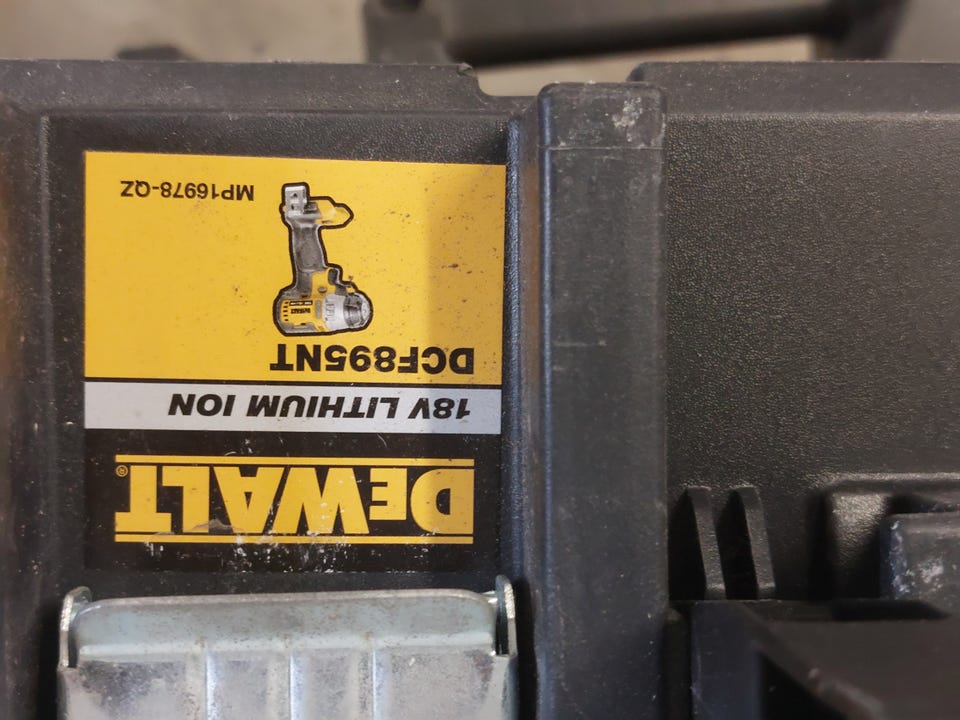 DEWALT®
18V LITHIUM ION
DCF895NT
MP16978-QZ